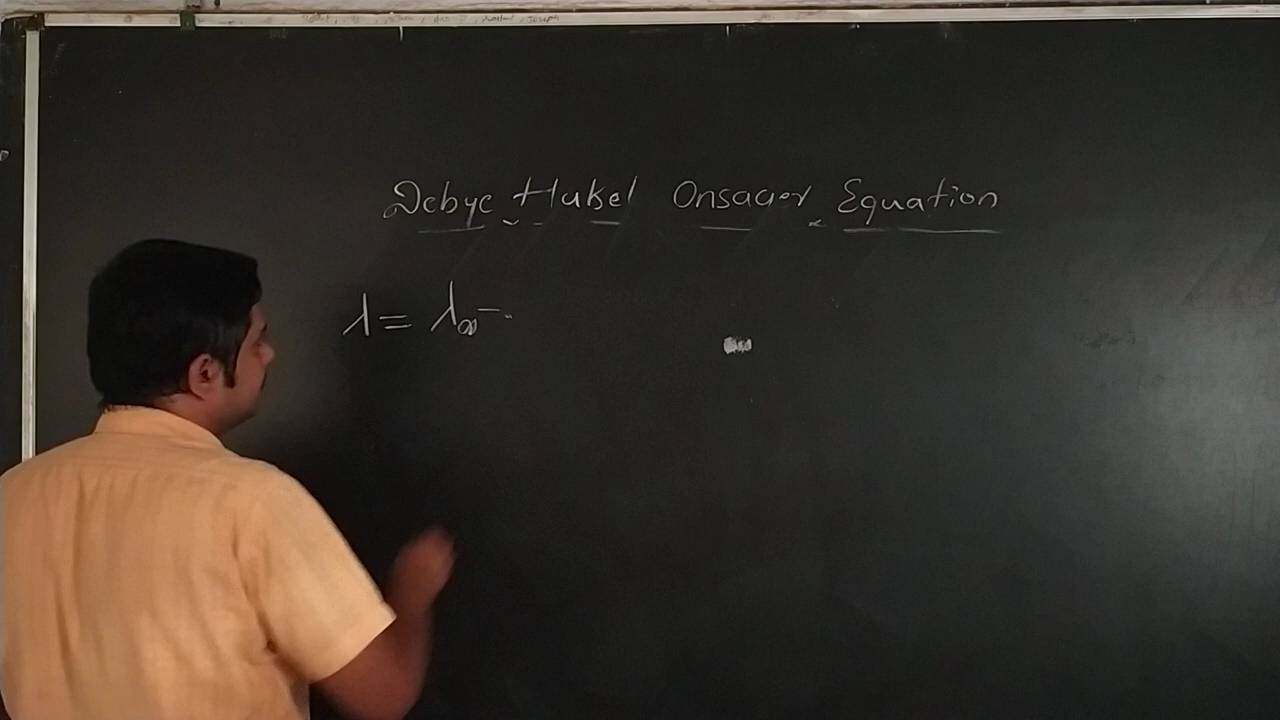 Debye Hukel Onsager Equation
λ = λ∞ -